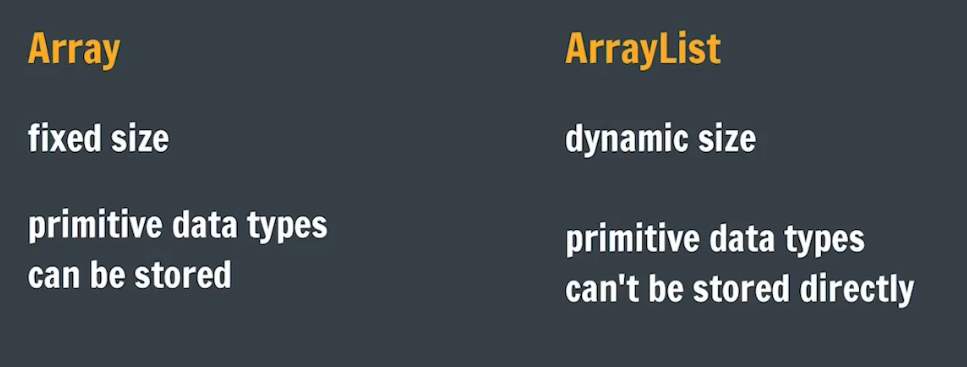 Array
fixed size
primitive data types
can be stored
ArrayList
dynamic size
primitive data types
can't be stored directly